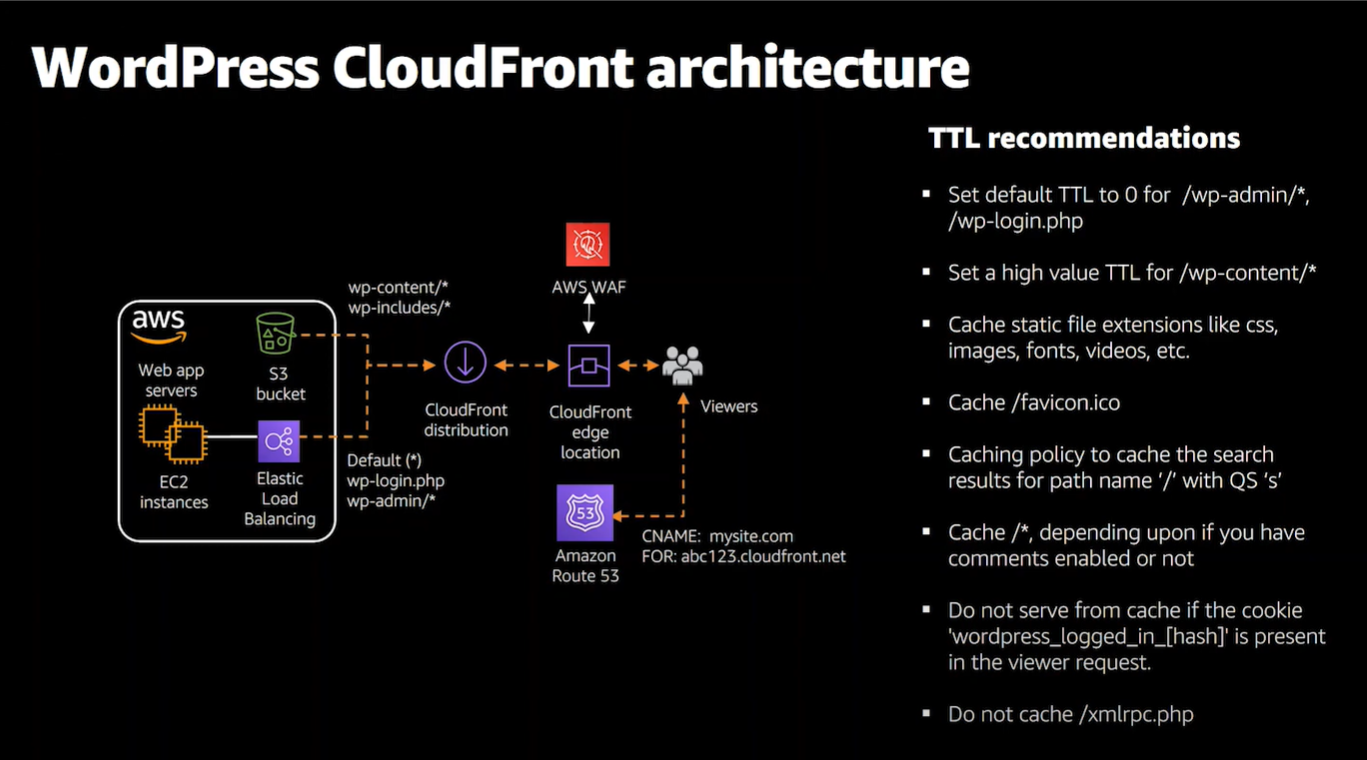 WordPress CloudFront architecture
TTL recommendations
▪ Set default TTL to 0 for /wp-admin/*,
/wp-login.php
▪ Set a high value TTL for /wp-content/*
▪ Cache static file extensions like css,
images, fonts, videos, etc.
▪ Cache /favicon.ico
▪ Caching policy to cache the search
results for path name ‘/’ with QS ‘s’
▪ Cache /*, depending upon if you have
comments enabled or not
▪ Do not serve from cache if the cookie
'wordpress_logged_in_[hash]' is present
in the viewer request.
▪ Do not cache /xmlrpc.php
aws
Web app
servers
EC2
instances
S3
bucket
Elastic
Load
Balancing
wp-content/*
wp-includes/*
Default (*)
wp-login.php
wp-admin/*
CloudFront
distribution
AWS WAF
CloudFront
edge
location
Viewers
53
Amazon
Route 53
CNAME: mysite.com
FOR: abc123.cloudfront.net